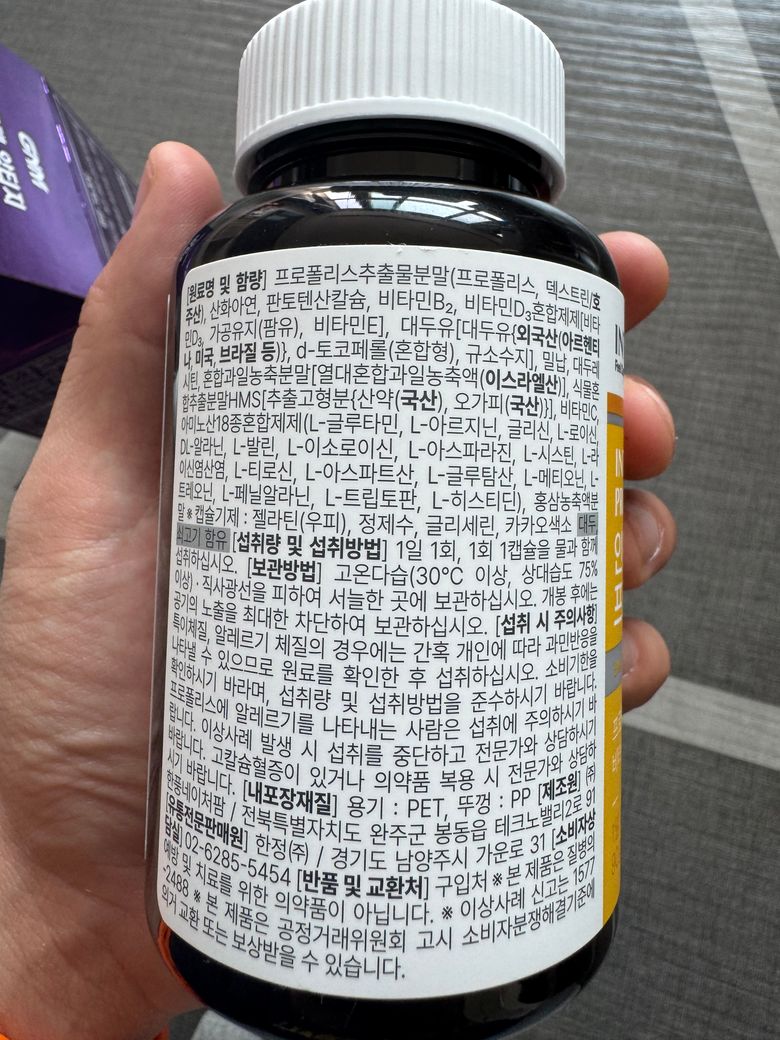 GNM
[원료명 및 함량] 프로폴리스추출물분말(프로폴리스, 덱스트린/호
주산), 산화아연, 판토텐산칼슘, 비타민B₂, 비타민D₃혼합제제[비타
민D₃, 가공유지(팜유), 비타민E], 대두유[대두유{외국산(아르헨티
나, 미국, 브라질 등)}, d-토코페롤(혼합형), 규소수지], 밀납, 대두레
시틴, 혼합과일농축분말[열대혼합과일농축액(이스라엘산)], 식물혼
합추출분말HMS[추출고형분{산약(국산), 오가피(국산)}], 비타민C,
아미노산18종혼합제제(L-글루타민, L-아르지닌, 글리신, L-로이신,
DL-알라닌, L-발린, L-이소로이신, L-아스파라진, L-시스틴, L-라
이신염산염, L-티로신, L-아스파트산, L-글루탐산, L-메티오닌, L-
트레오닌, L-페닐알라닌, L-트립토판, L-히스티딘), 홍삼농축액분
말 ※ 캡슐기제 : 젤라틴(우피), 정제수, 글리세린, 카카오색소 대두,
쇠고기 함유 [섭취량 및 섭취방법] 1일 1회, 1회 1캡슐을 물과 함께
섭취하십시오. [보관방법] 고온다습(30℃ 이상, 상대습도 75%
이상)·직사광선을 피하여 서늘한 곳에 보관하십시오. 개봉 후에는
공기의 노출을 최대한 차단하여 보관하십시오. [섭취 시 주의사항]
특이체질, 알레르기 체질의 경우에는 간혹 개인에 따라 과민반응을
나타낼 수 있으므로 원료를 확인한 후 섭취하십시오. 소비기한을
확인하시기 바라며, 섭취량 및 섭취방법을 준수하시기 바랍니다.
프로폴리스에 알레르기를 나타내는 사람은 섭취에 주의하시기 바
랍니다. 이상사례 발생 시 섭취를 중단하고 전문가와 상담하시기
바랍니다. 고칼슘혈증이 있거나 의약품 복용 시 전문가와 상담하
시기 바랍니다. [내포장재질] 용기 : PET, 뚜껑 : PP [제조원] ㈜
한풍네이처팜 / 전북특별자치도 완주군 봉동읍 테크노밸리2로 91
[유통전문판매원] 한정㈜ / 경기도 남양주시 가운로 31 [소비자상
담실] 02-6285-5454 [반품 및 교환처] 구입처 ※ 본 제품은 질병의
예방 및 치료를 위한 의약품이 아닙니다. ※ 이상사례 신고는 1577
-2488 ※ 본 제품은 공정거래위원회 고시 소비자분쟁해결기준에
의거 교환 또는 보상받을 수 있습니다.